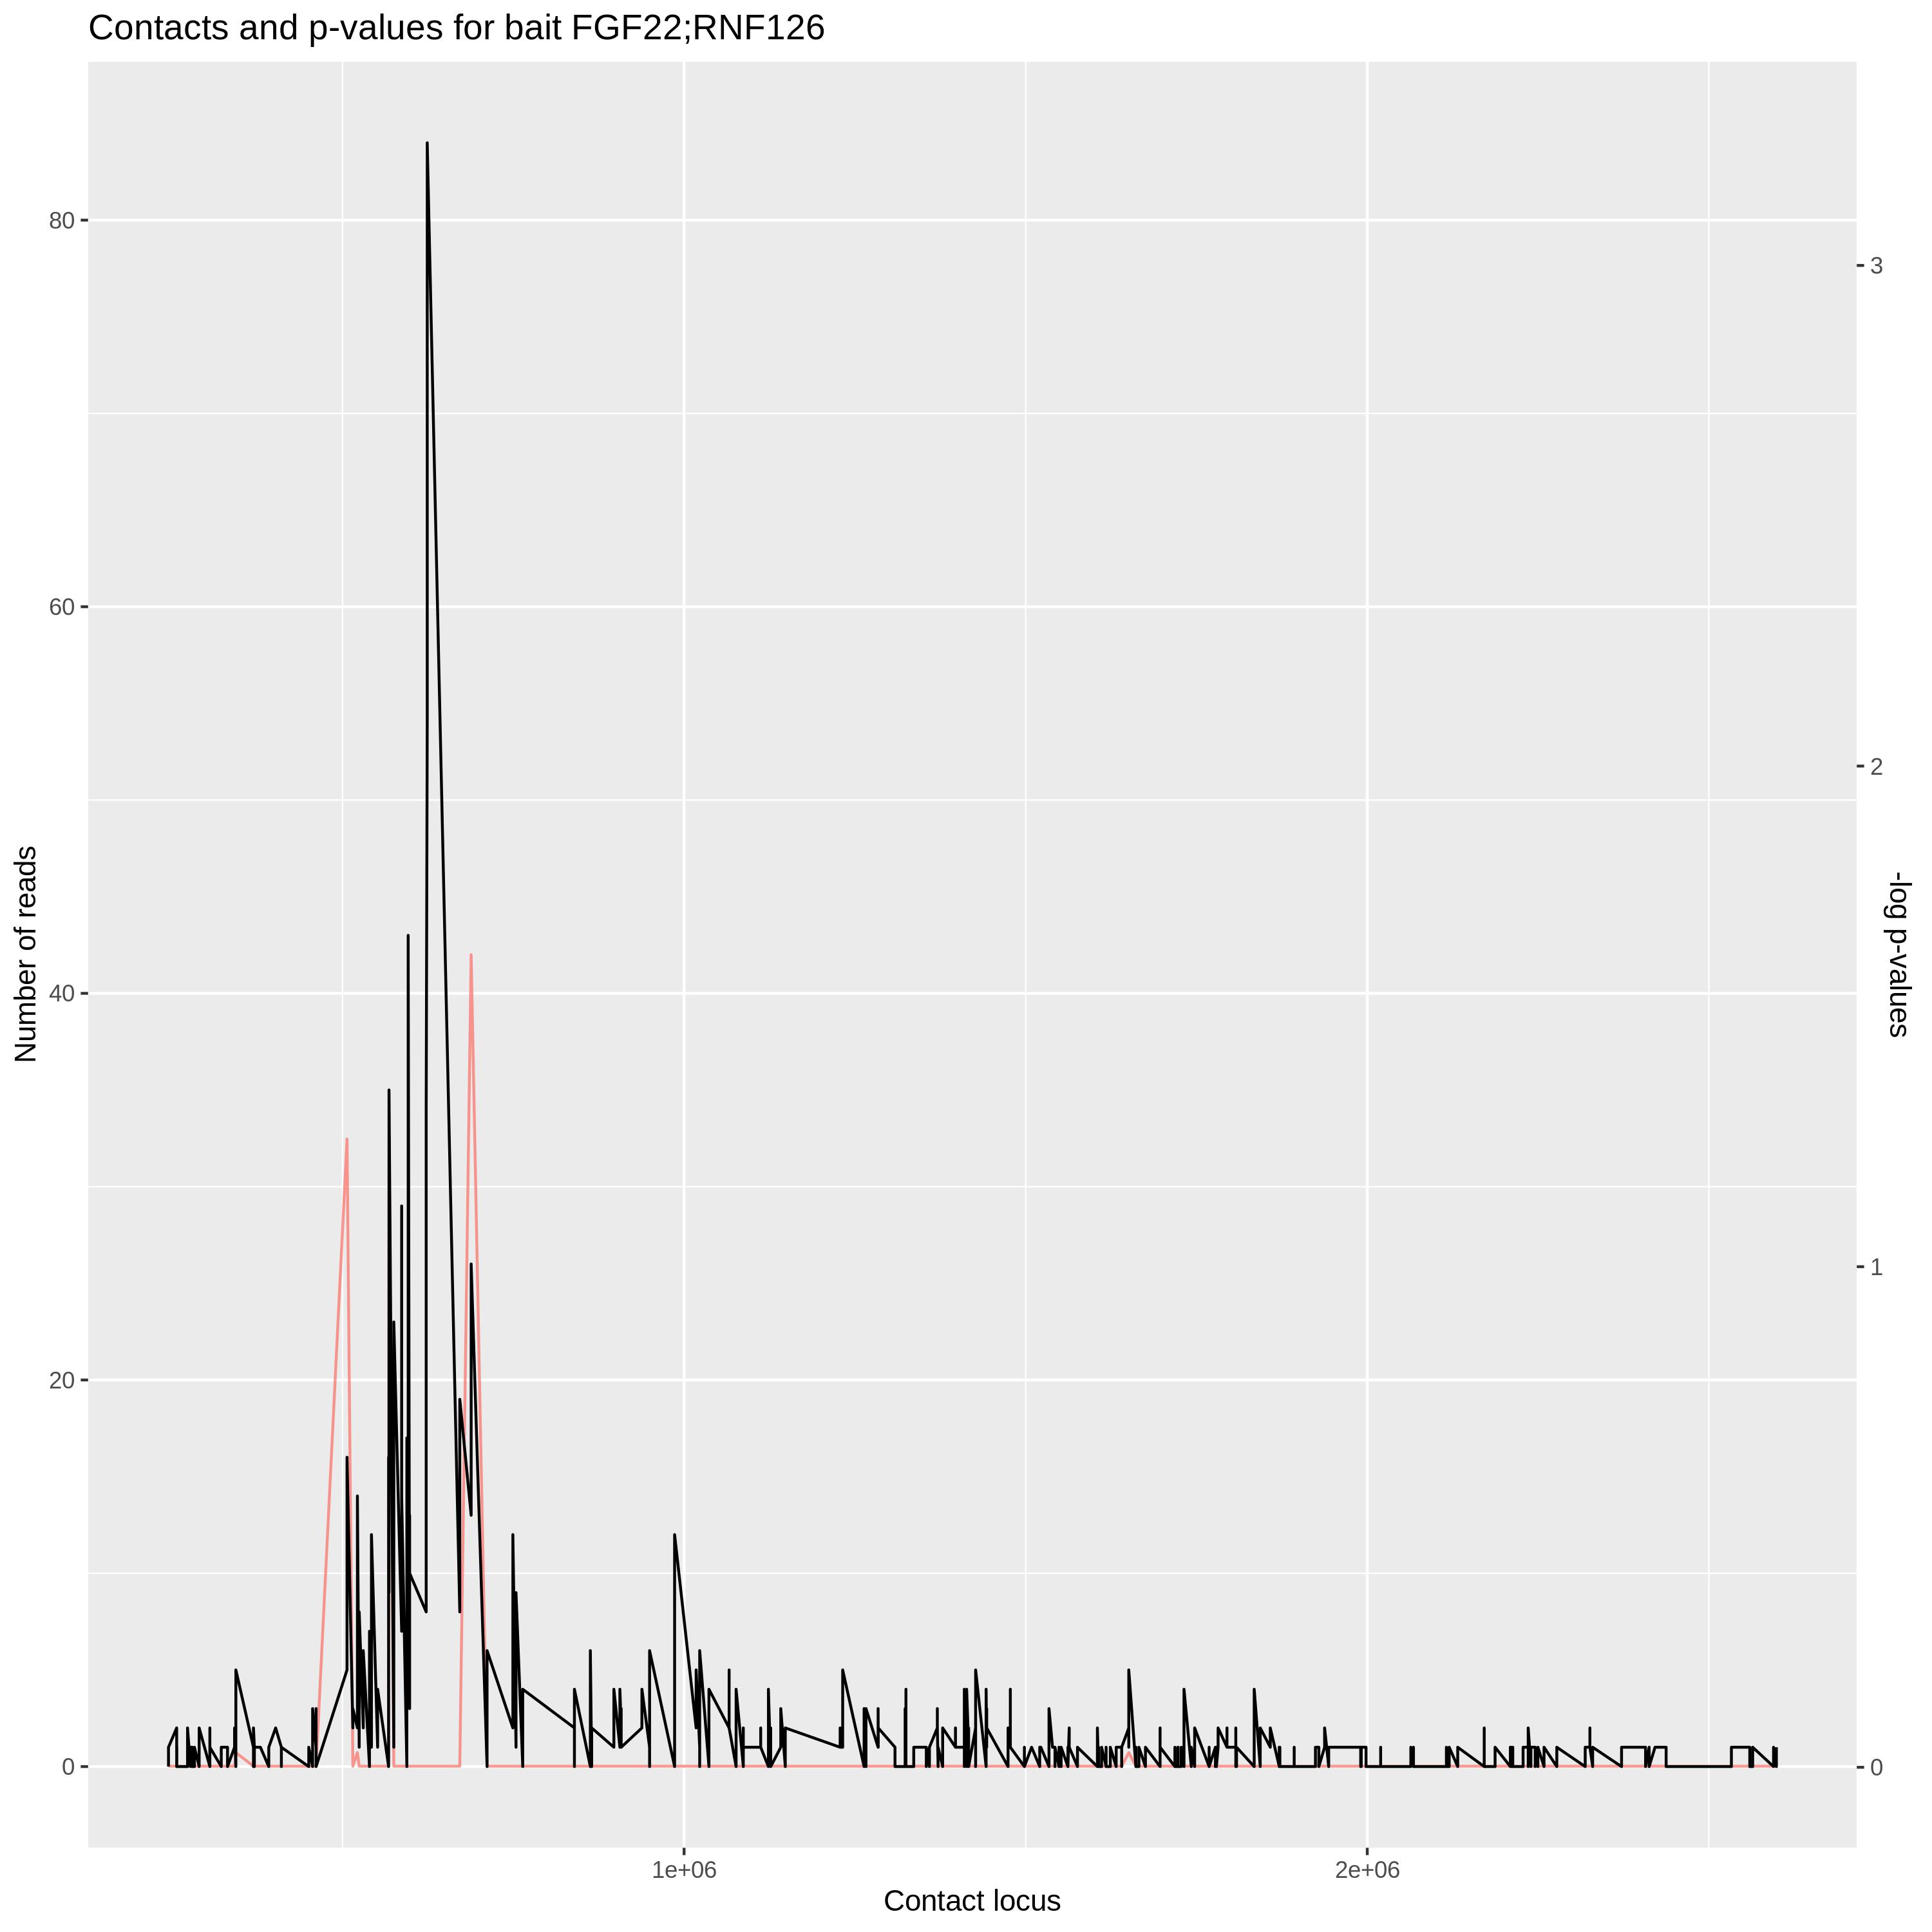 Contacts and p-values for bait FGF22;RNF126
80
60
40
20
0
Number of reads
3
2
1
0
-log p-values
1e+06
2e+06
Contact locus